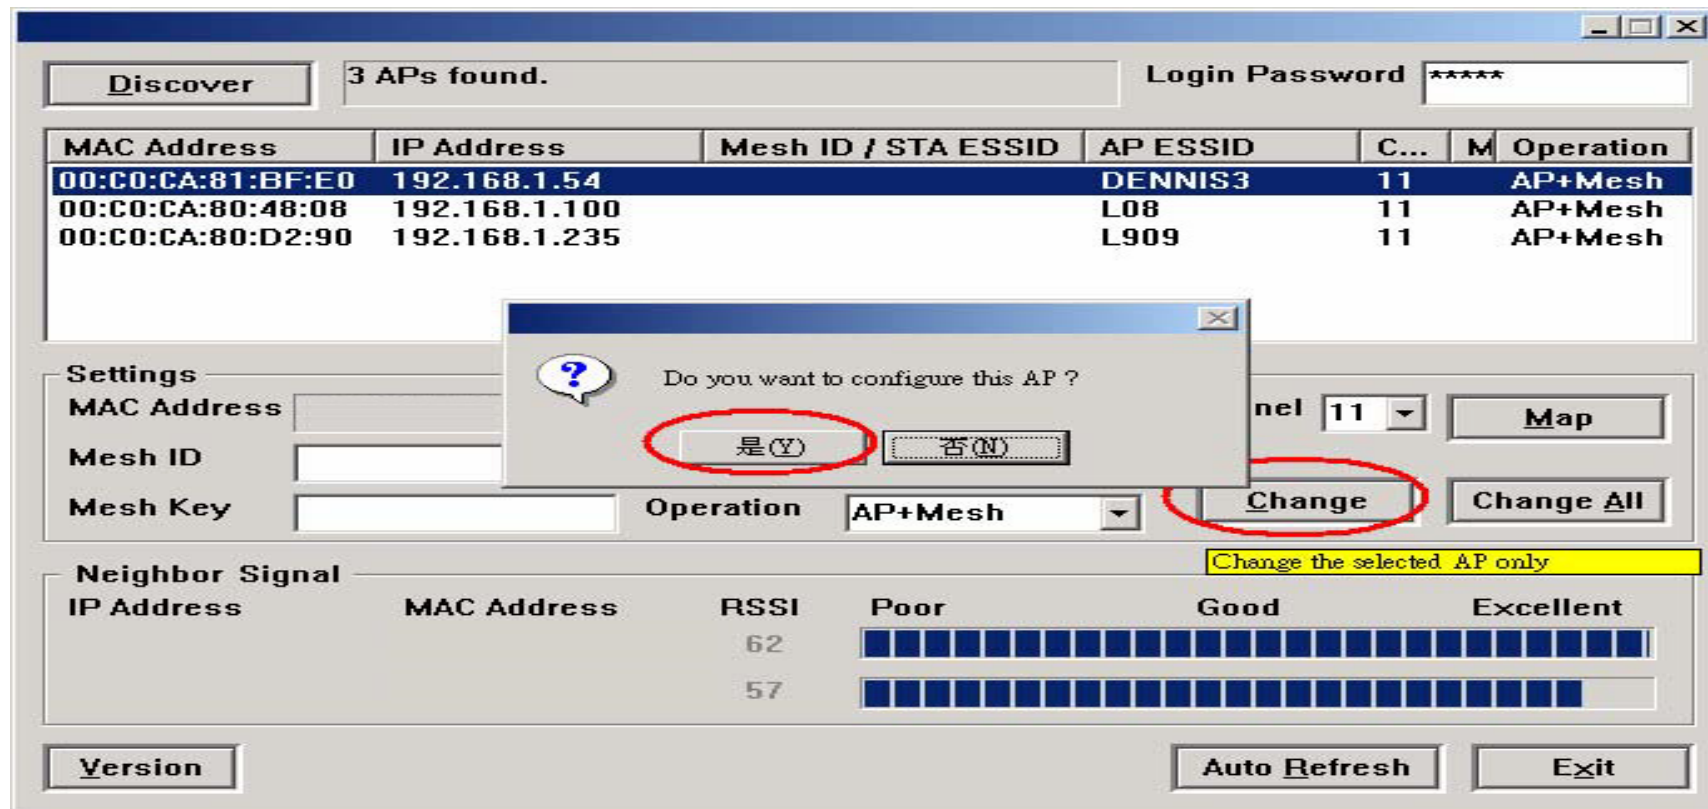 Discover 3 APs found. Login Password *****
MAC Address IP Address Mesh ID / STA ESSID AP ESSID C... M Operation
00:C0:CA:81:BF:E0 192.168.1.54 DENNIS3 11 AP+Mesh
00:C0:CA:80:48:08 192.168.1.100 L08 11 AP+Mesh
00:C0:CA:80:D2:90 192.168.1.235 L909 11 AP+Mesh
Do you want to configure this AP ?
是(Y) 否(N)
Settings
MAC Address nel 11 Map
Mesh ID
Mesh Key Operation AP+Mesh Change Change All
Change the selected AP only
Neighbor Signal
IP Address MAC Address RSSI Poor Good Excellent
62
57
Version Auto Refresh Exit